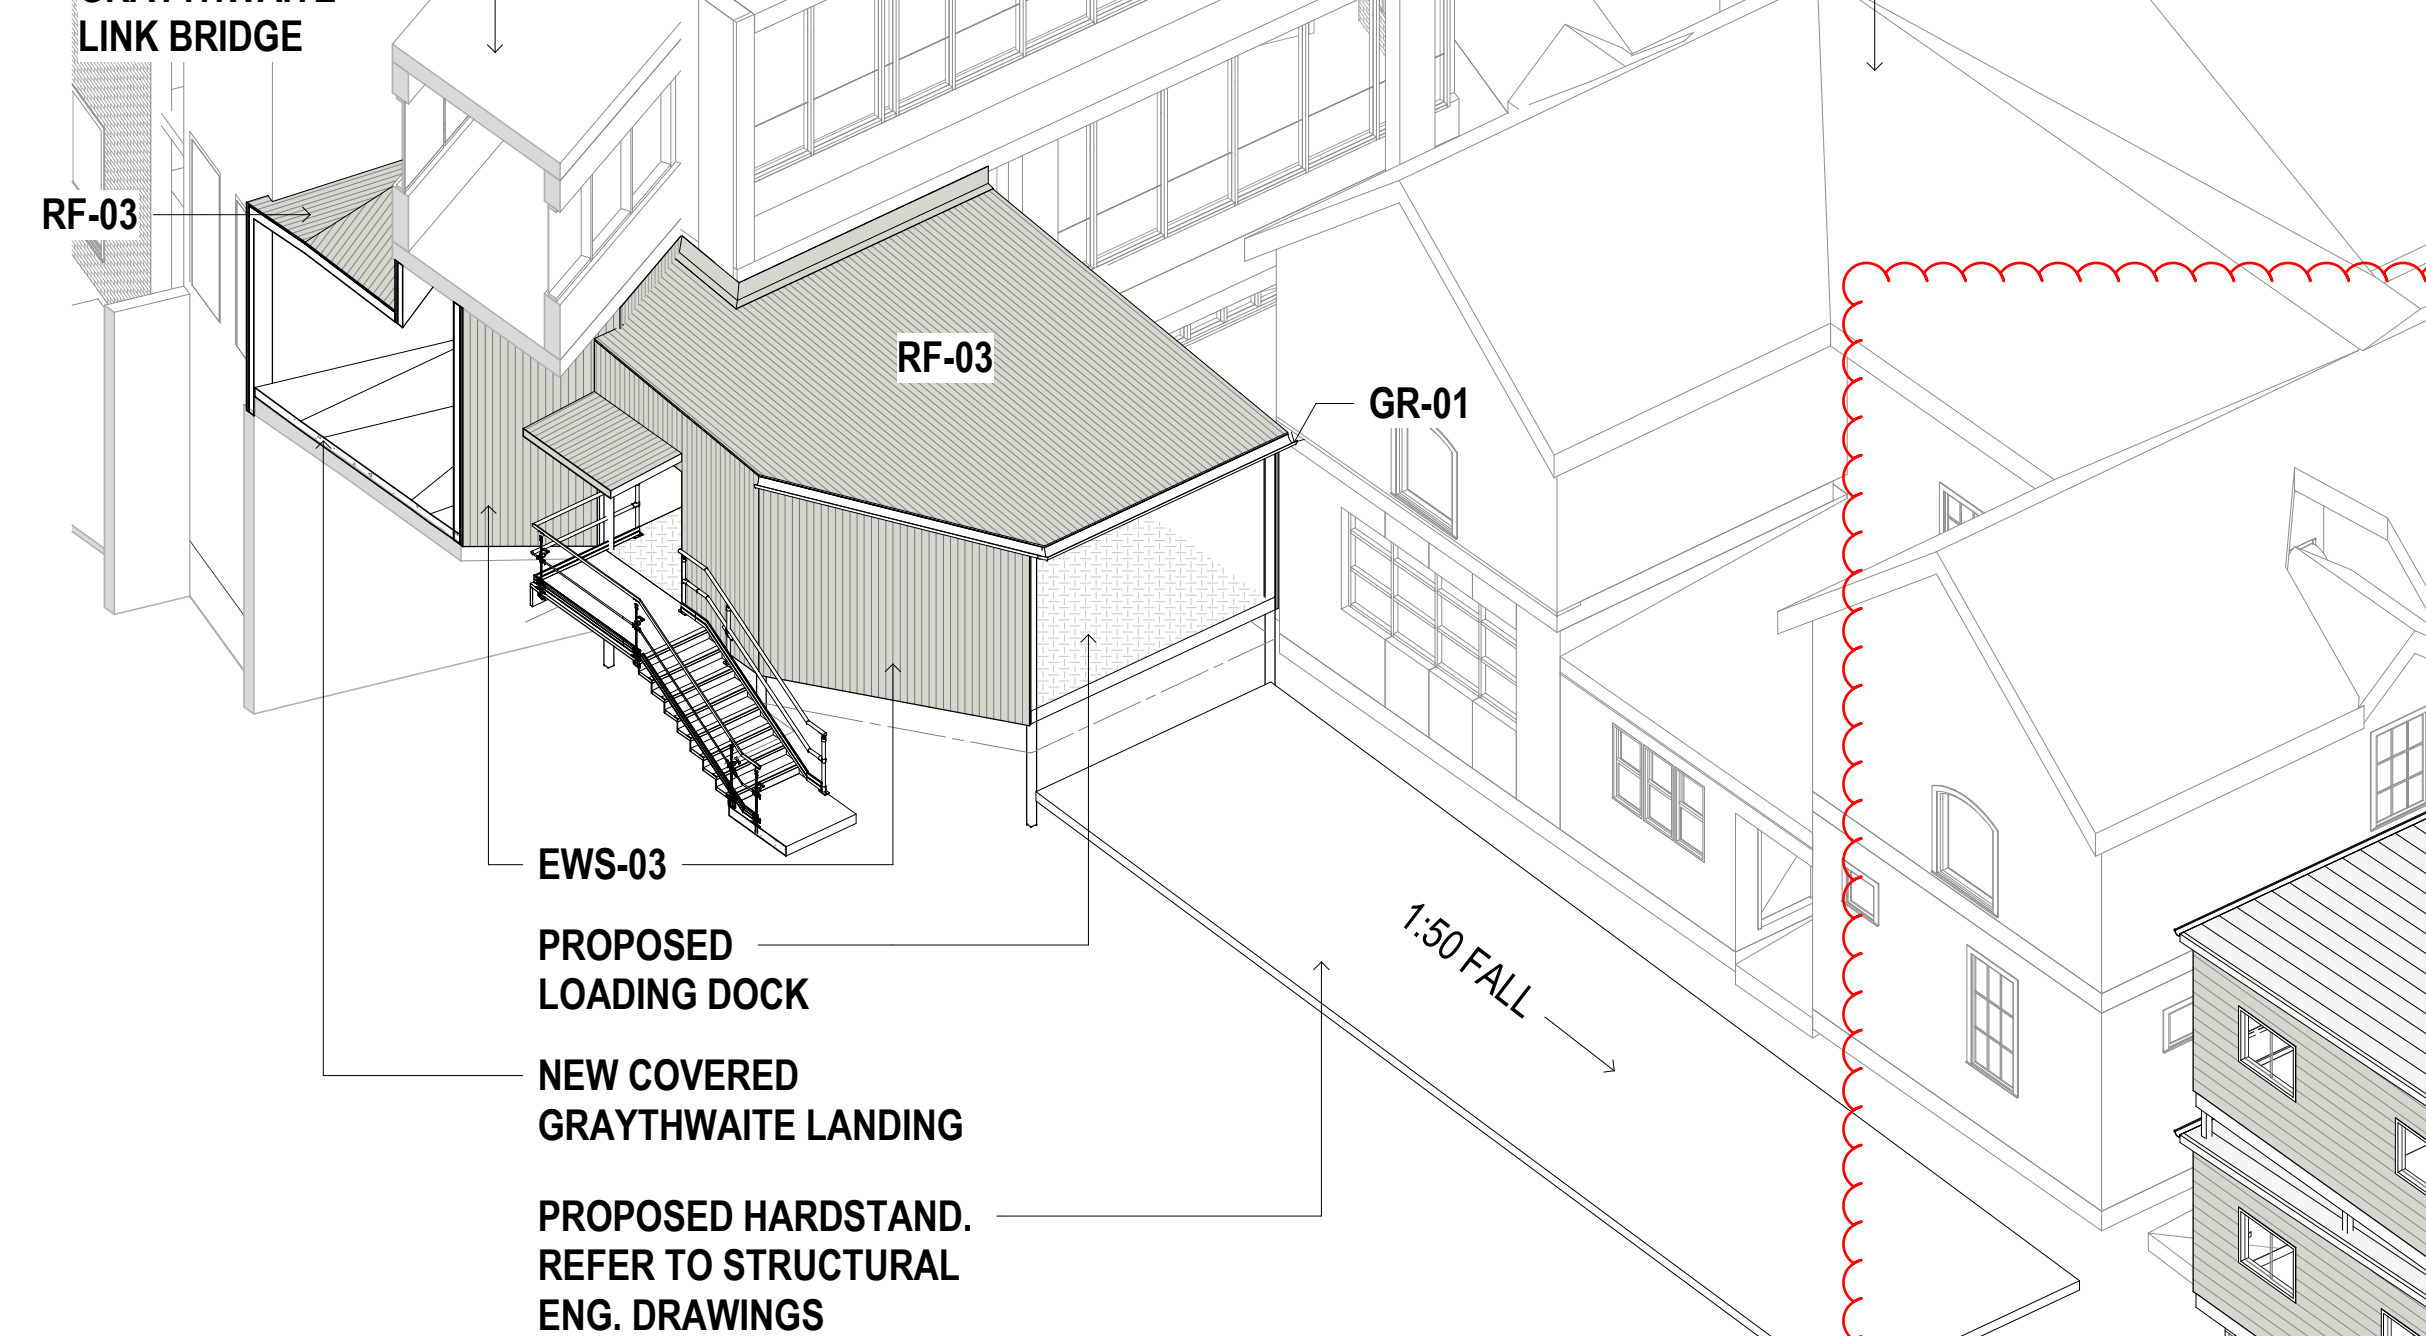 LINK BRIDGE
RF-03
RF-03
GR-01
EWS-03
PROPOSED
LOADING DOCK
NEW COVERED
GRAYTHWAITE LANDING
PROPOSED HARDSTAND.
REFER TO STRUCTURAL
ENG. DRAWINGS
1:50 FALL